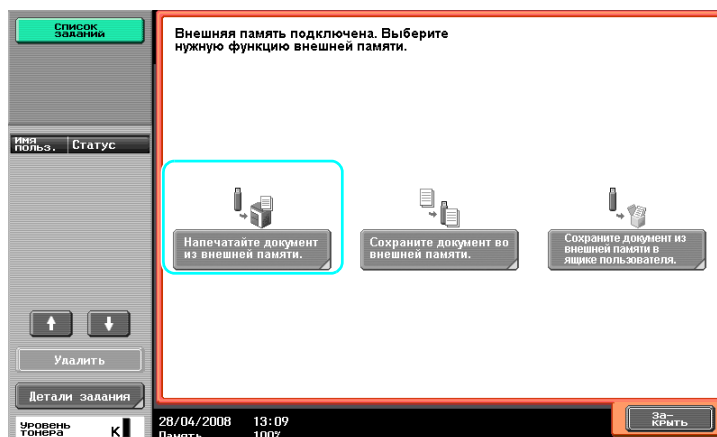 Список
заданий
Внешняя память подключена. Выберите
нужную функцию внешней памяти.
Имя
польз.
Статус
Напечатайте документ
из внешней памяти.
Сохраните документ во
внешней памяти.
Сохраните документ из
внешней памяти в
ящике пользователя.
Удалить
Детали задания
Уровень
тонера
K
28/04/2008 13:09
Память 100%
За-
крыть